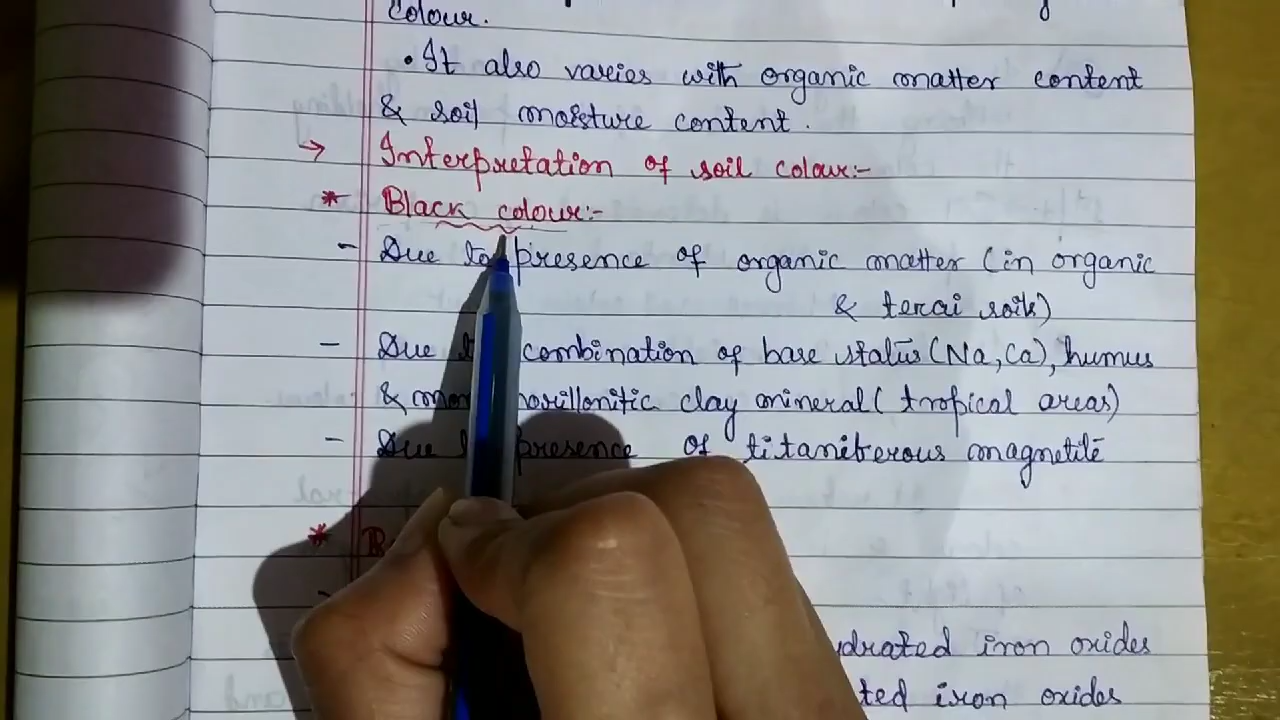 colour.
• It also varies with organic matter content
& soil moisture content.
→ Interpretation of soil colour:-
* Black colour:-
- Due to presence of organic matter (in organic
& terai soils)
- Due combination of base status (Na, Ca), humus
& clay mineral (tropical areas)
- Due presence of titaniferous magnetite
*
iron oxides
iron oxides